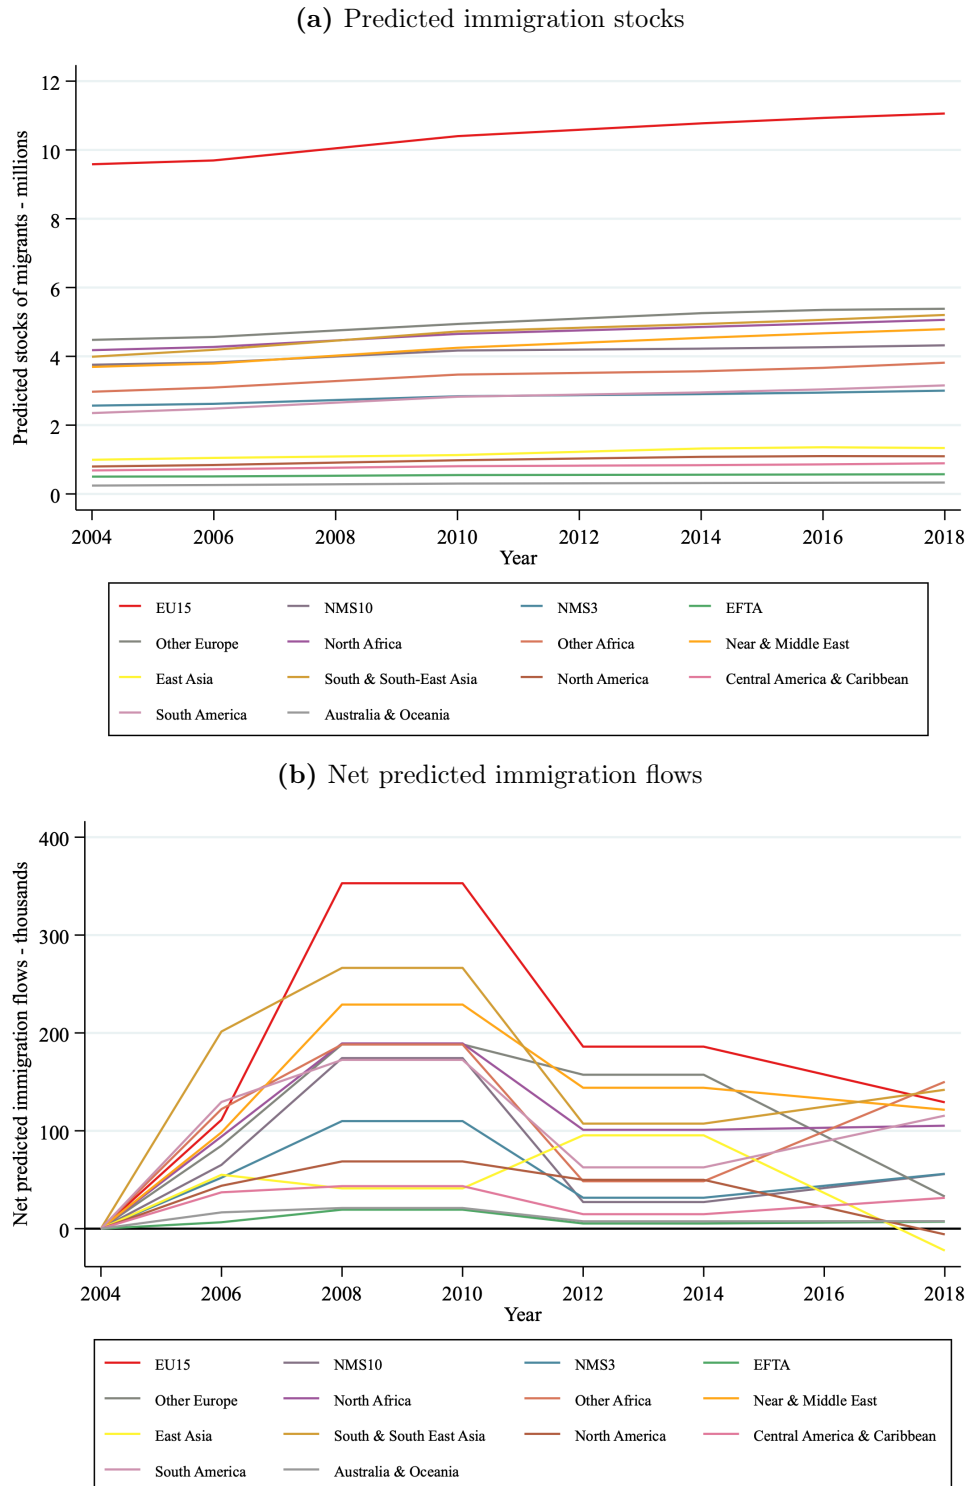 (a) Predicted immigration stocks
Predicted stocks of migrants - millions
12
10
8
6
4
2
0
2004 2006 2008 2010 2012 2014 2016 2018
Year
EU15 NMS10 NMS3 EFTA
Other Europe North Africa Other Africa Near & Middle East
East Asia South & South-East Asia North America Central America & Caribbean
South America Australia & Oceania
(b) Net predicted immigration flows
Net predicted immigration flows - thousands
400
300
200
100
0
2004 2006 2008 2010 2012 2014 2016 2018
Year
EU15 NMS10 NMS3 EFTA
Other Europe North Africa Other Africa Near & Middle East
East Asia South & South East Asia North America Central America & Caribbean
South America Australia & Oceania